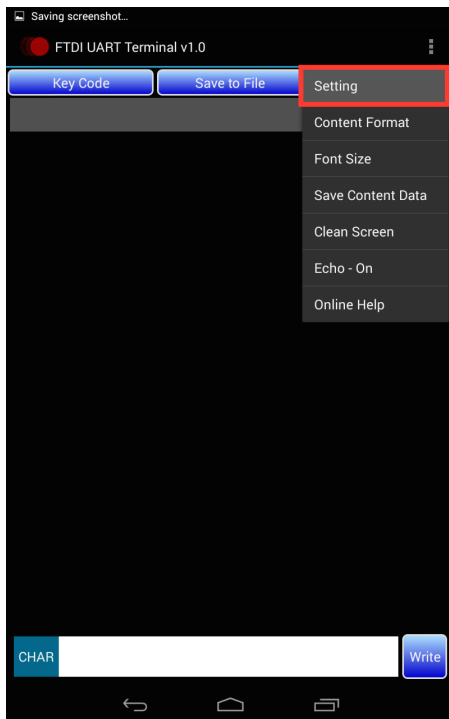 Saving screenshot...
FTDI UART Terminal v1.0
Key Code
Save to File
Setting
Content Format
Font Size
Save Content Data
Clean Screen
Echo - On
Online Help
CHAR
Write